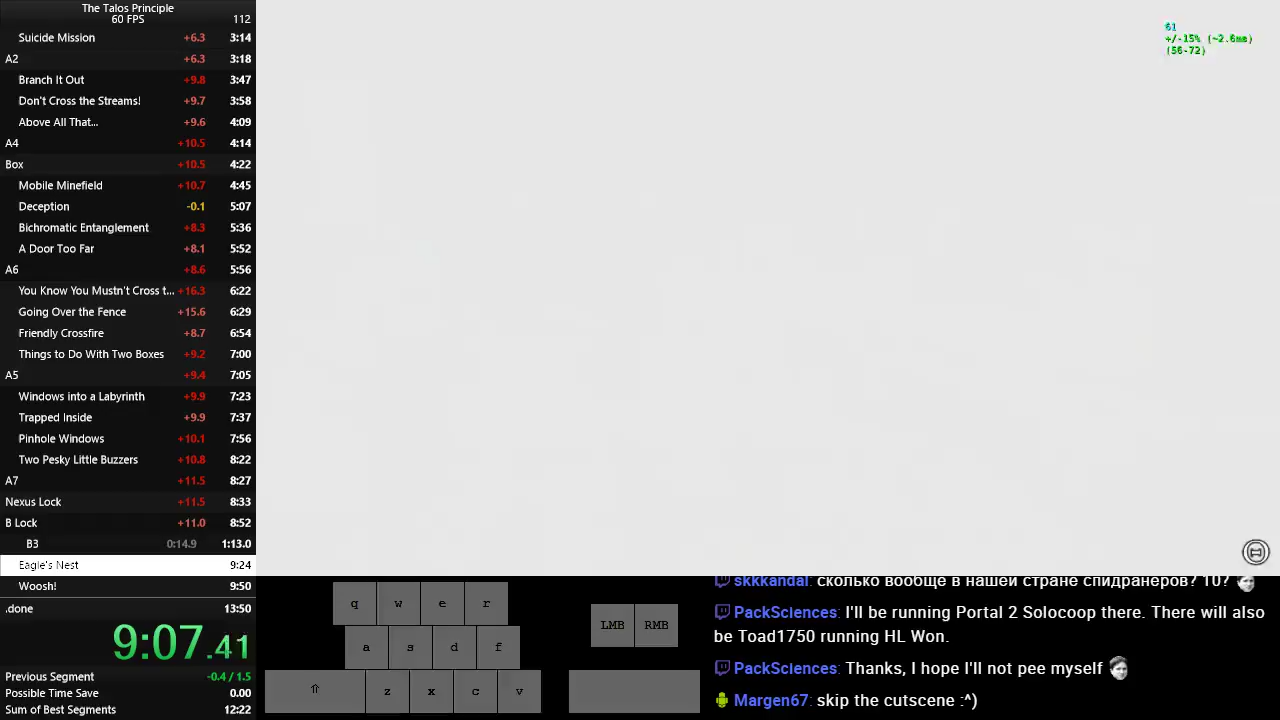 The Talos Principle
60 FPS 112
Suicide Mission +6.3 3:14
A2 +6.3 3:18
Branch It Out +9.8 3:47
Don't Cross the Streams! +9.7 3:58
Above All That... +9.6 4:09
A4 +10.5 4:14
Box +10.5 4:22
Mobile Minefield +10.7 4:45
Deception -0.1 5:07
Bichromatic Entanglement +8.3 5:36
A Door Too Far +8.1 5:52
A6 +8.6 5:56
You Know You Mustn't Cross t... +16.3 6:22
Going Over the Fence +15.6 6:29
Friendly Crossfire +8.7 6:54
Things to Do With Two Boxes +9.2 7:00
A5 +9.4 7:05
Windows into a Labyrinth +9.9 7:23
Trapped Inside +9.9 7:37
Pinhole Windows +10.1 7:56
Two Pesky Little Buzzers +10.8 8:22
A7 +11.5 8:27
Nexus Lock +11.5 8:33
B Lock +11.0 8:52
B3 0:14.9 1:13.0
Eagle's Nest 9:24
Woosh! 9:50
.done 13:50
9:07.41
Previous Segment -0.4 / 1.5
Possible Time Save 0.00
Sum of Best Segments 12:22
61
+/-15% (~2.6ms)
(56-72)
q w e r
a s d f
⇧ z x c v
LMB RMB
skkkandal: сколько вообще в нашей стране спидранеров? 10?
PackSciences: I'll be running Portal 2 Solocoop there. There will also
be Toad1750 running HL Won.
PackSciences: Thanks, I hope I'll not pee myself
Margen67: skip the cutscene :^)